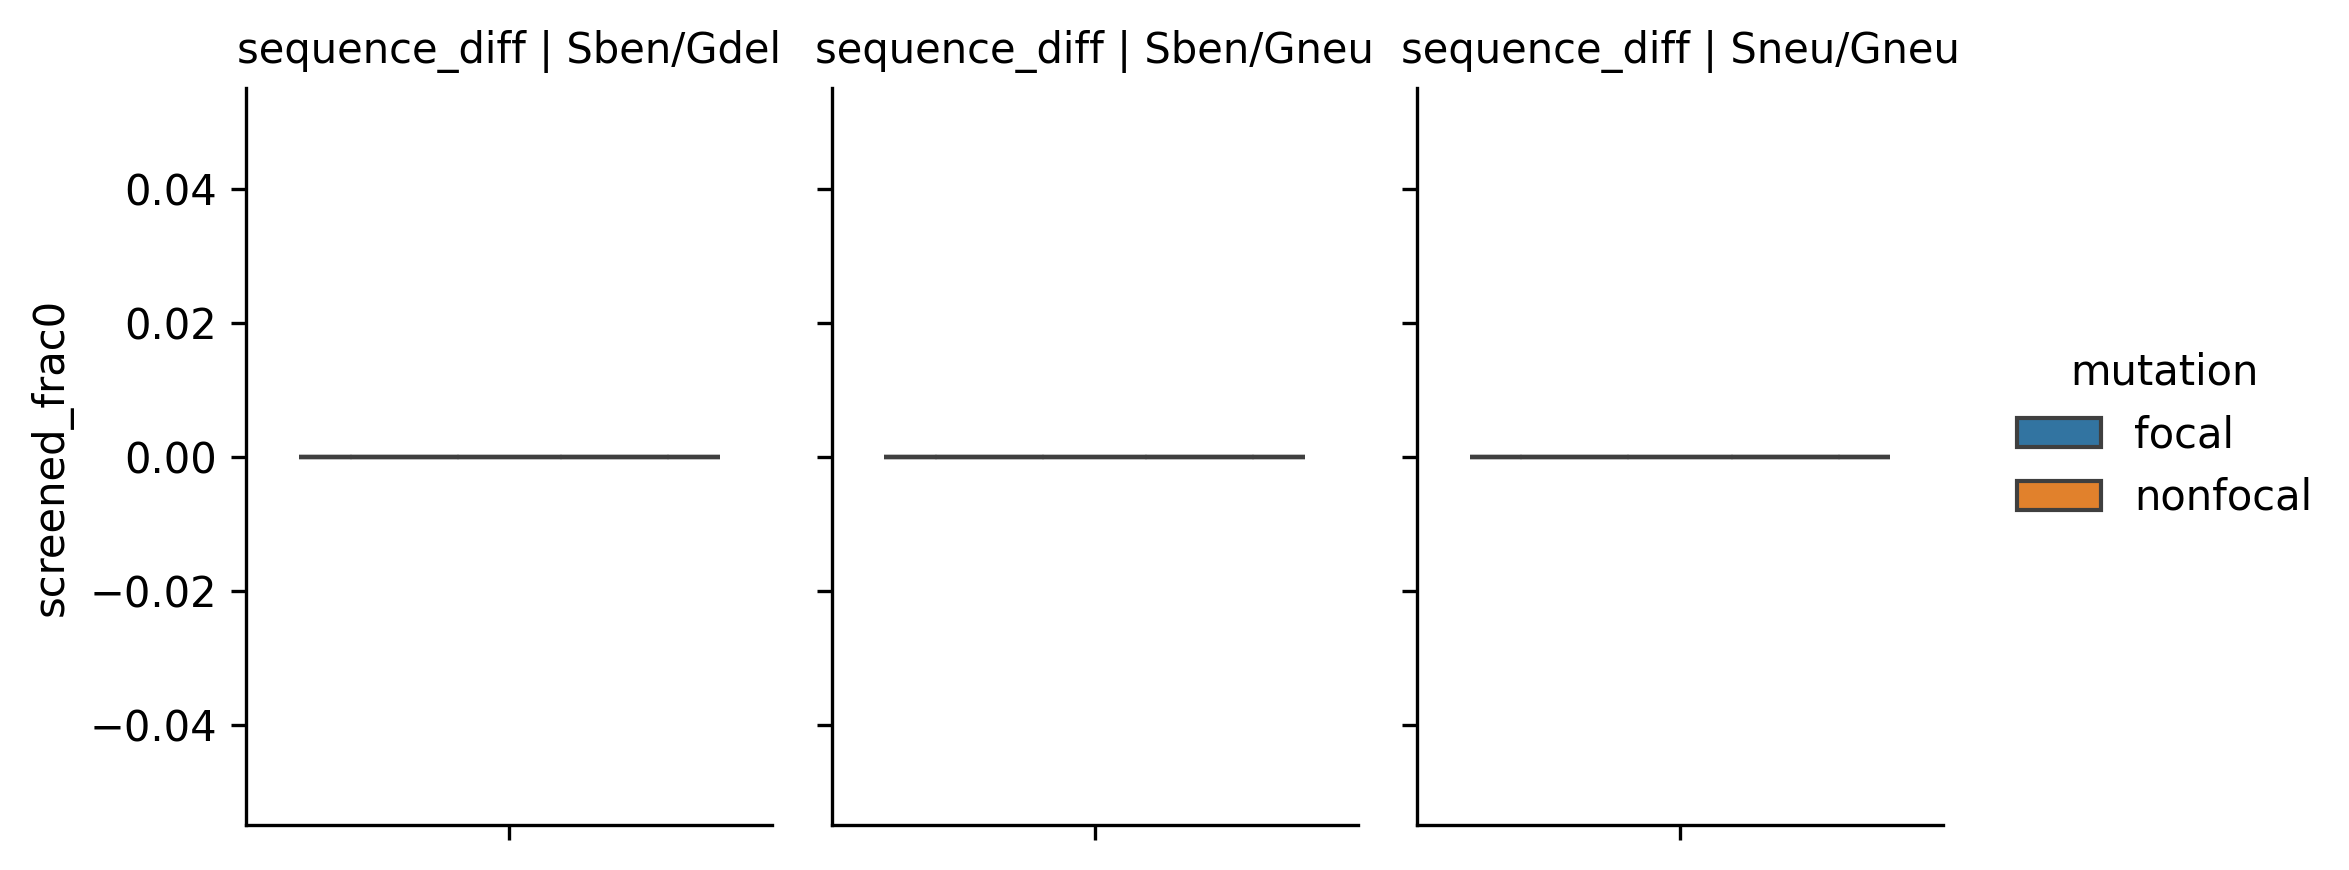 sequence_diff | Sben/Gdel
sequence_diff | Sben/Gneu
sequence_diff | Sneu/Gneu
screened_frac0
0.04
0.02
0.00
−0.02
−0.04
mutation
focal
nonfocal